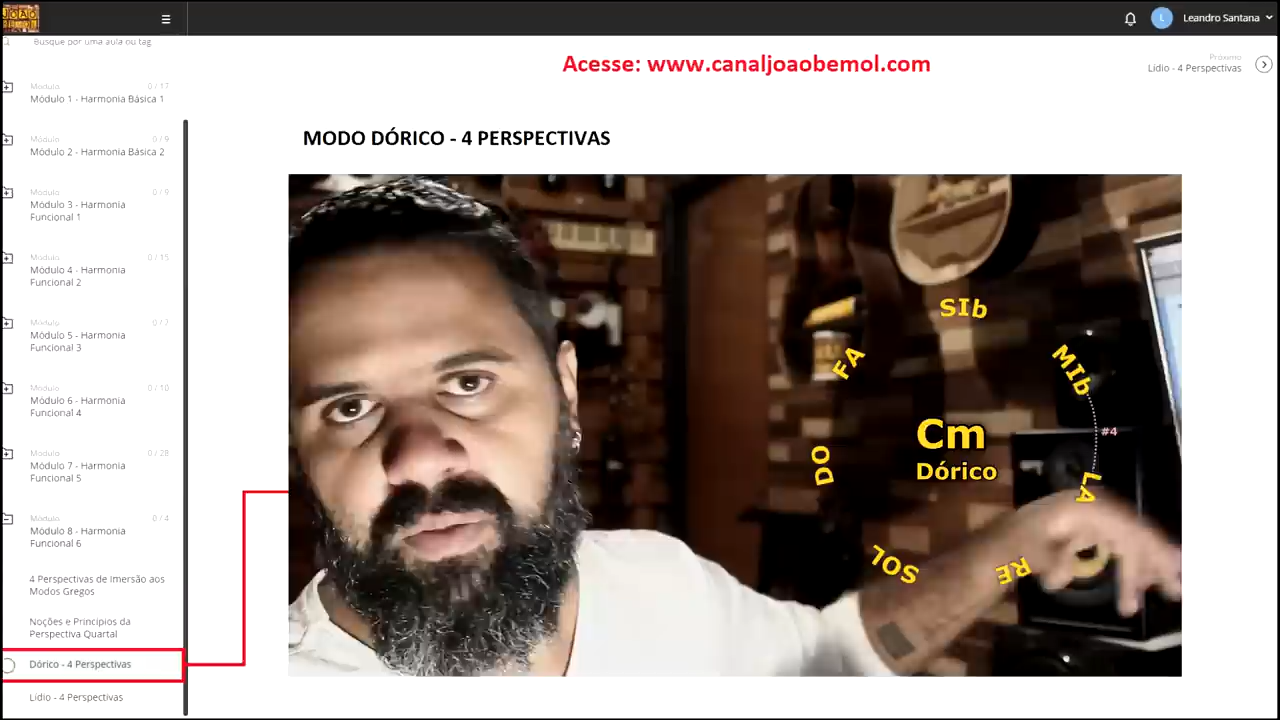 JOÃO
BEMOL
L
Leandro Santana
Busque por uma aula ou tag
Acesse: www.canaljoaobemol.com
Próximo
Lídio - 4 Perspectivas
Módulo 0 / 17
Módulo 1 - Harmonia Básica 1
Módulo 0 / 9
Módulo 2 - Harmonia Básica 2
Módulo 0 / 9
Módulo 3 - Harmonia
Funcional 1
Módulo 0 / 15
Módulo 4 - Harmonia
Funcional 2
Módulo 0 / 7
Módulo 5 - Harmonia
Funcional 3
Módulo 0 / 10
Módulo 6 - Harmonia
Funcional 4
Módulo 0 / 28
Módulo 7 - Harmonia
Funcional 5
Módulo 0 / 4
Módulo 8 - Harmonia
Funcional 6
4 Perspectivas de Imersão aos
Modos Gregos
Noções e Princípios da
Perspectiva Quartal
Dórico - 4 Perspectivas
Lídio - 4 Perspectivas
MODO DÓRICO - 4 PERSPECTIVAS
SIb
MIb
#4
LA
RE
SOL
DO
FA
Cm
Dórico